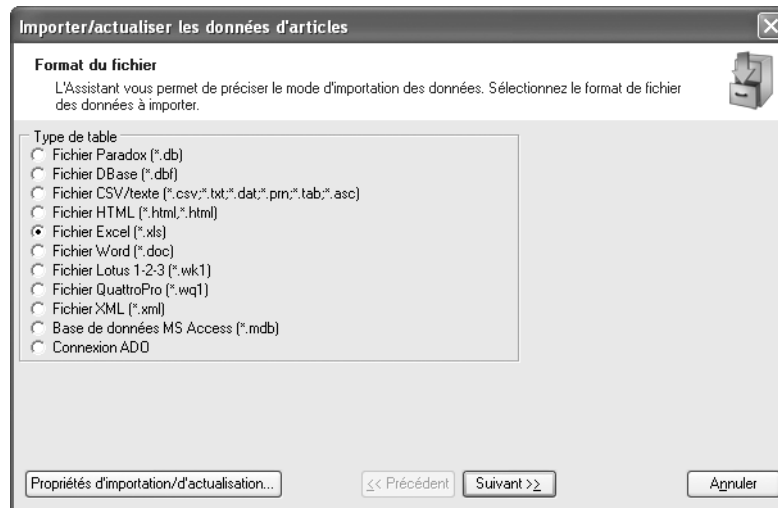 Importer/actualiser les données d'articles
Format du fichier
L'Assistant vous permet de préciser le mode d'importation des données. Sélectionnez le format de fichier
des données à importer.
Type de table
Fichier Paradox (*.db)
Fichier DBase (*.dbf)
Fichier CSV/texte (*.csv;*.txt;*.dat;*.prn;*.tab;*.asc)
Fichier HTML (*.html,*.html)
Fichier Excel (*.xls)
Fichier Word (*.doc)
Fichier Lotus 1-2-3 (*.wk1)
Fichier QuattroPro (*.wq1)
Fichier XML (*.xml)
Base de données MS Access (*.mdb)
Connexion ADO
Propriétés d'importation/d'actualisation... << Précédent Suivant >> Annuler